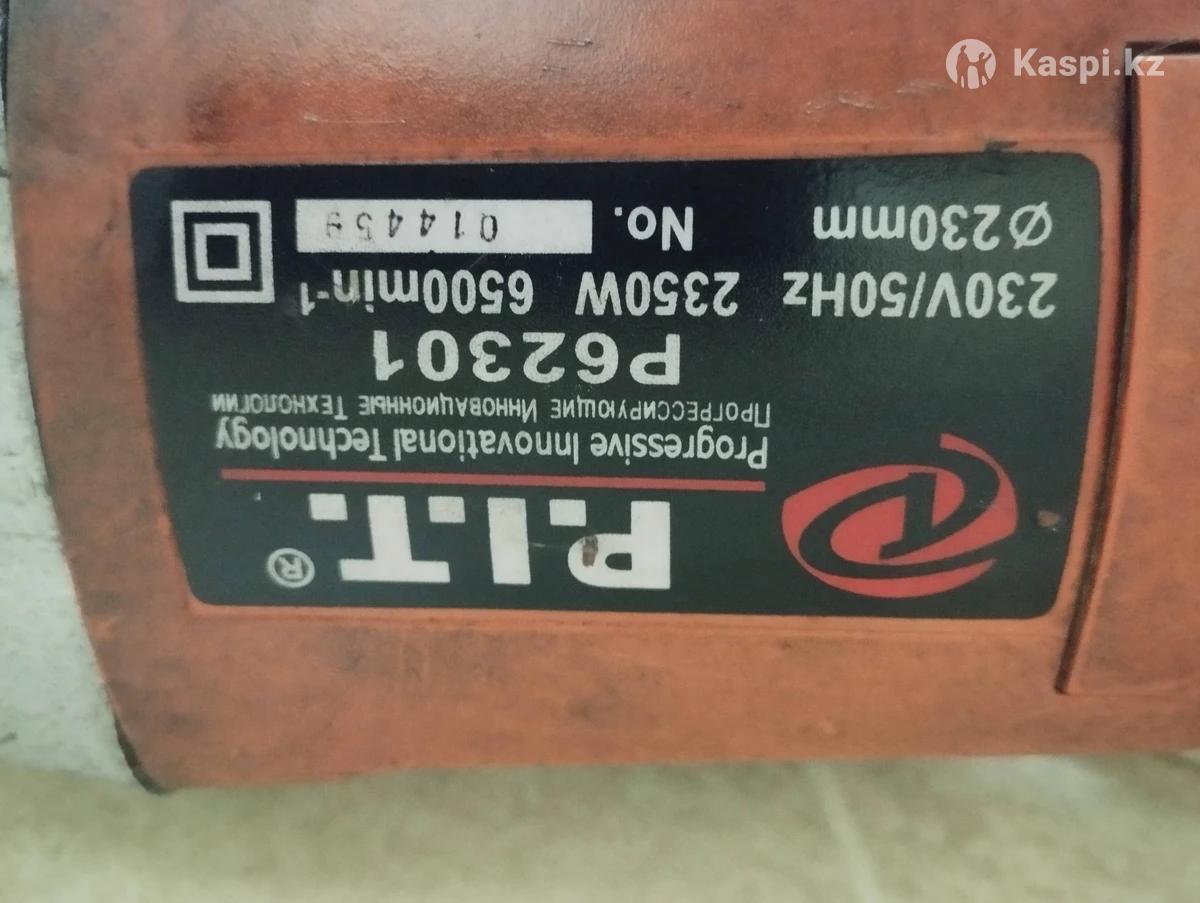 Kaspi.kz
P.I.T. ®
Progressive Innovational Technology
Прогрессирующие Инновационные Технологии
P62301
230V/50Hz 2350W 6500min⁻¹
Ø230mm No. 014459